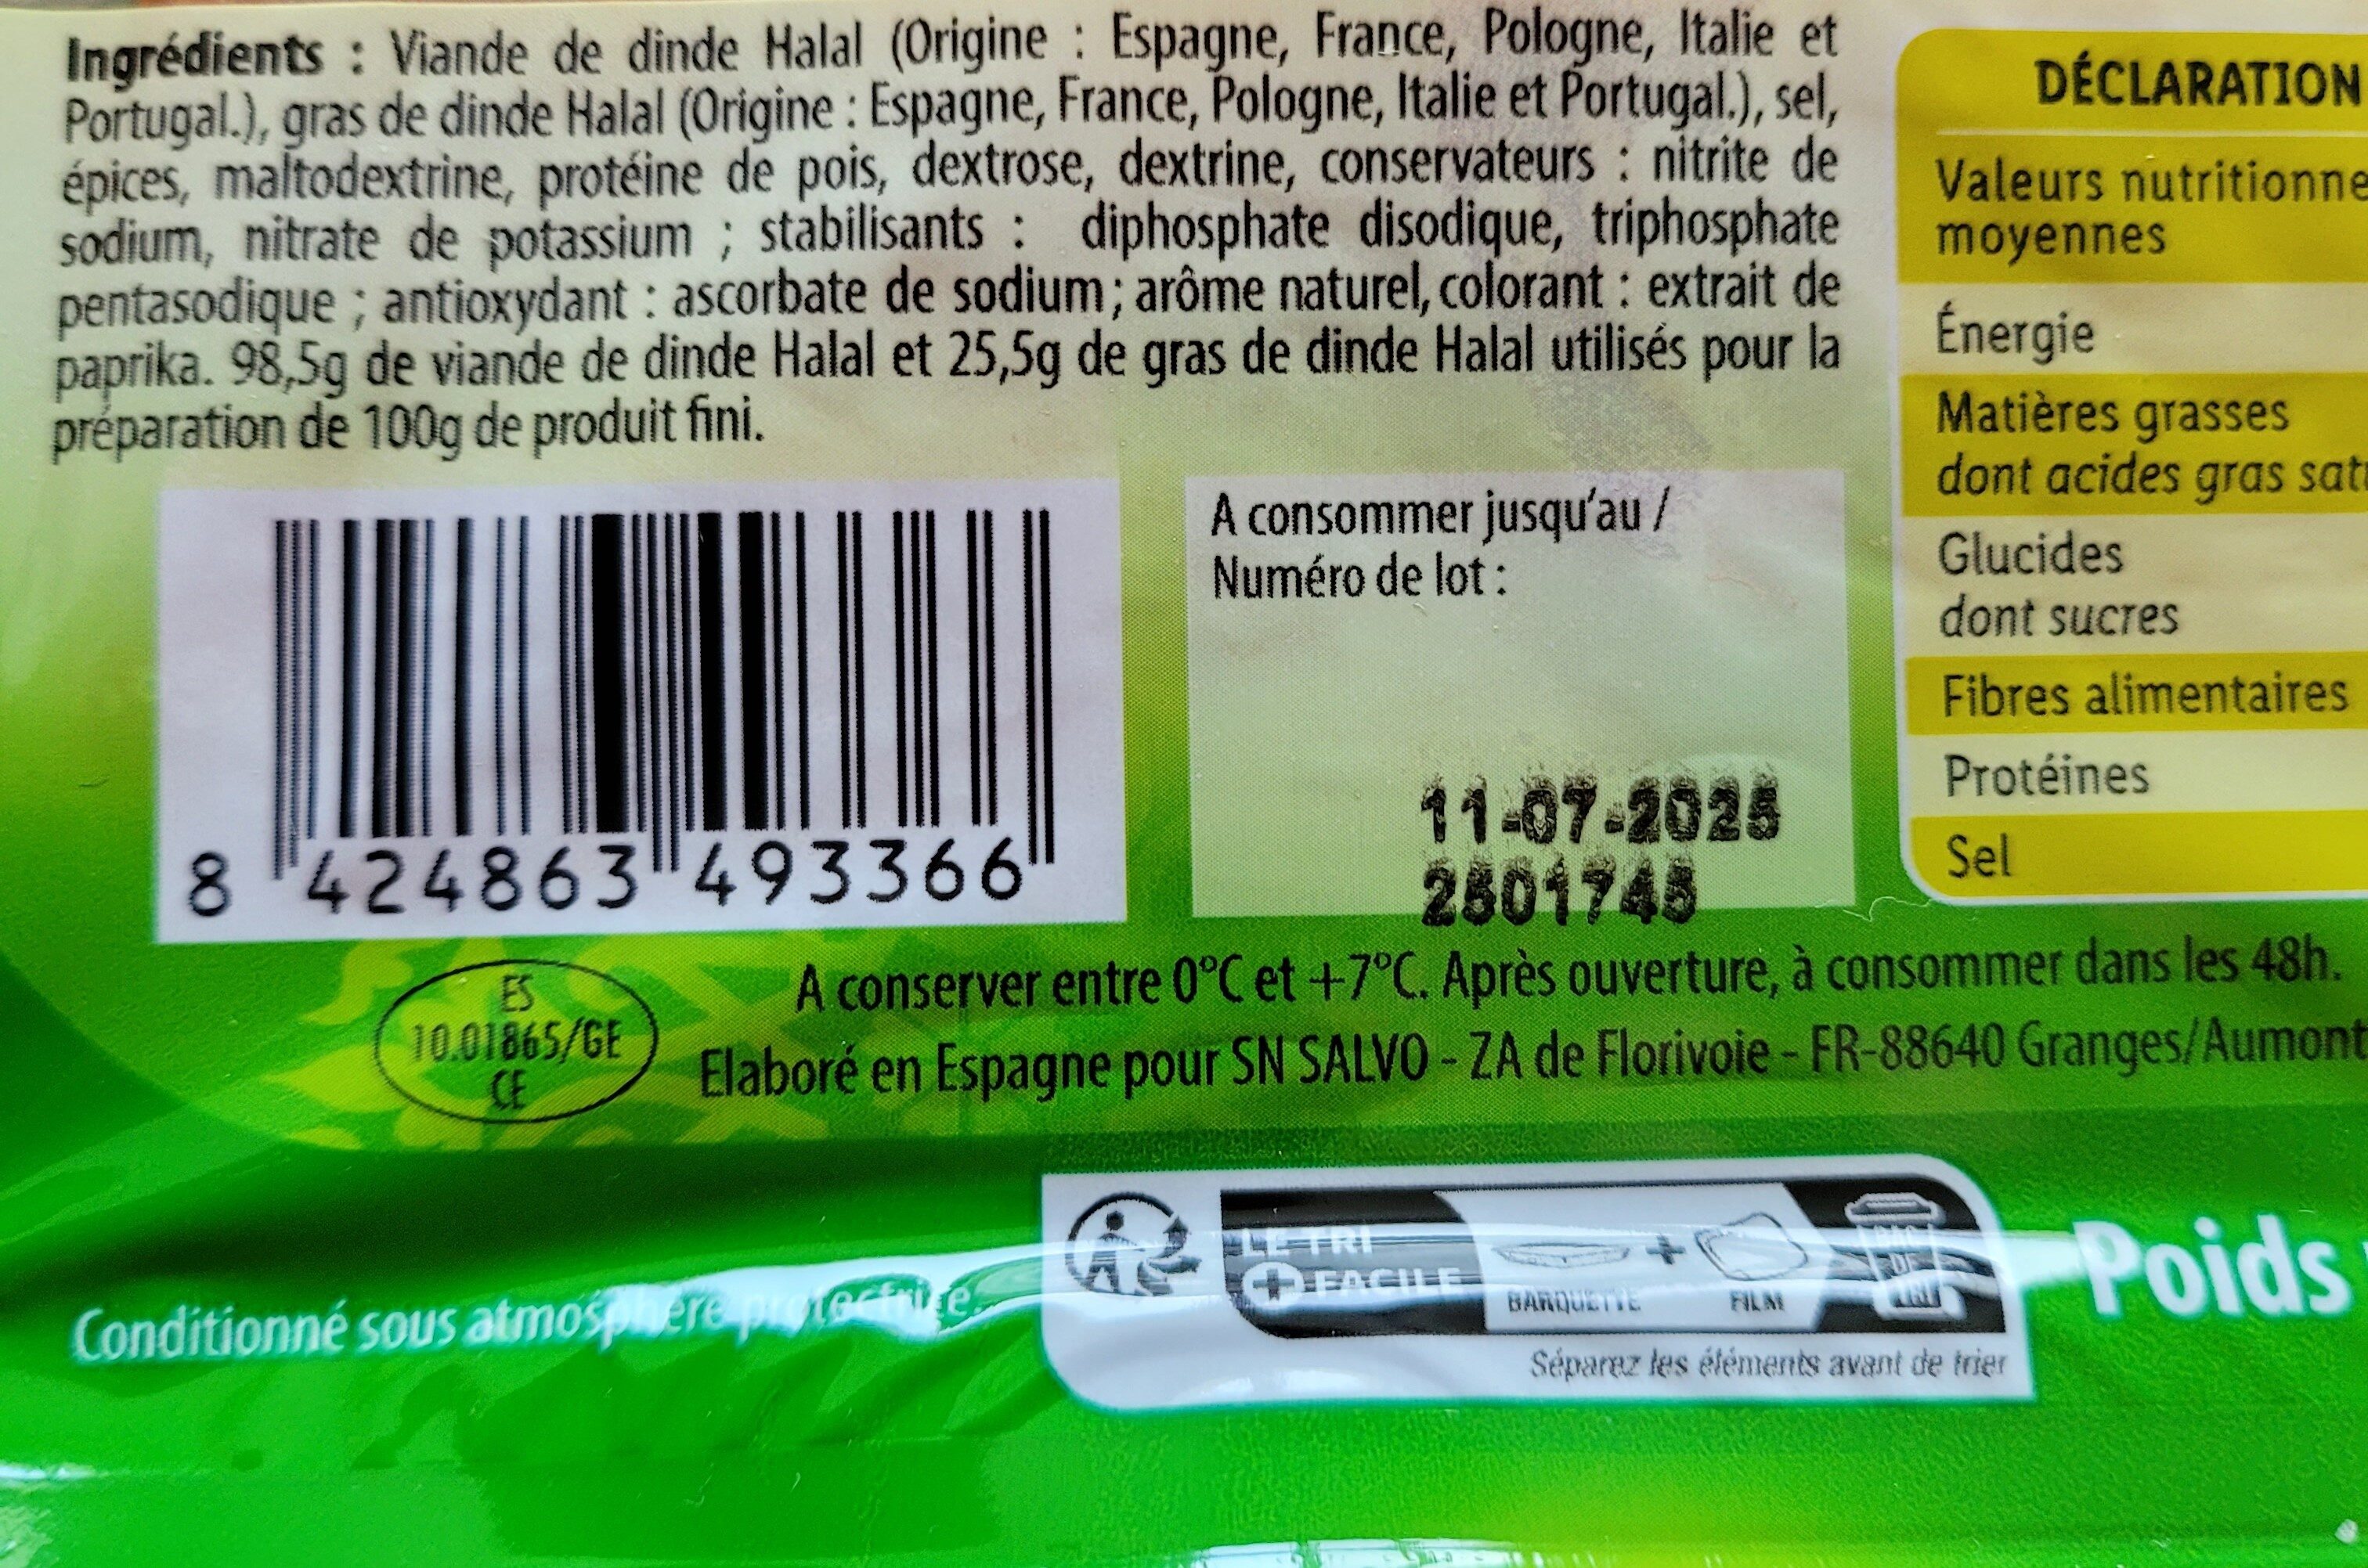 Ingrédients : Viande de dinde Halal (Origine : Espagne, France, Pologne, Italie et
Portugal.), gras de dinde Halal (Origine : Espagne, France, Pologne, Italie et Portugal.), sel,
épices, maltodextrine, protéine de pois, dextrose, dextrine, conservateurs : nitrite de
sodium, nitrate de potassium ; stabilisants : diphosphate disodique, triphosphate
pentasodique ; antioxydant : ascorbate de sodium ; arôme naturel, colorant : extrait de
paprika. 98,5g de viande de dinde Halal et 25,5g de gras de dinde Halal utilisés pour la
préparation de 100g de produit fini.
8 424863 493366
A consommer jusqu'au /
Numéro de lot :
11-07-2025
2501745
DÉCLARATION
Valeurs
moyennes
Énergie
Matières grasses
dont acides gras
Glucides
dont sucres
Fibres alimentaires
Protéines
Sel
ES
10.01865/GE
CE
A conserver entre 0°C et +7°C. Après ouverture, à consommer dans les 48h.
Elaboré en Espagne pour SN SALVO - ZA de Florivoie - FR-88640 Granges/Aumont
Conditionné sous atmosphère protectrice.
LE TRI
+ FACILE
BARQUETTE
+
FILM
BAC
DE
TRI
Séparez les éléments avant de trier
Poids